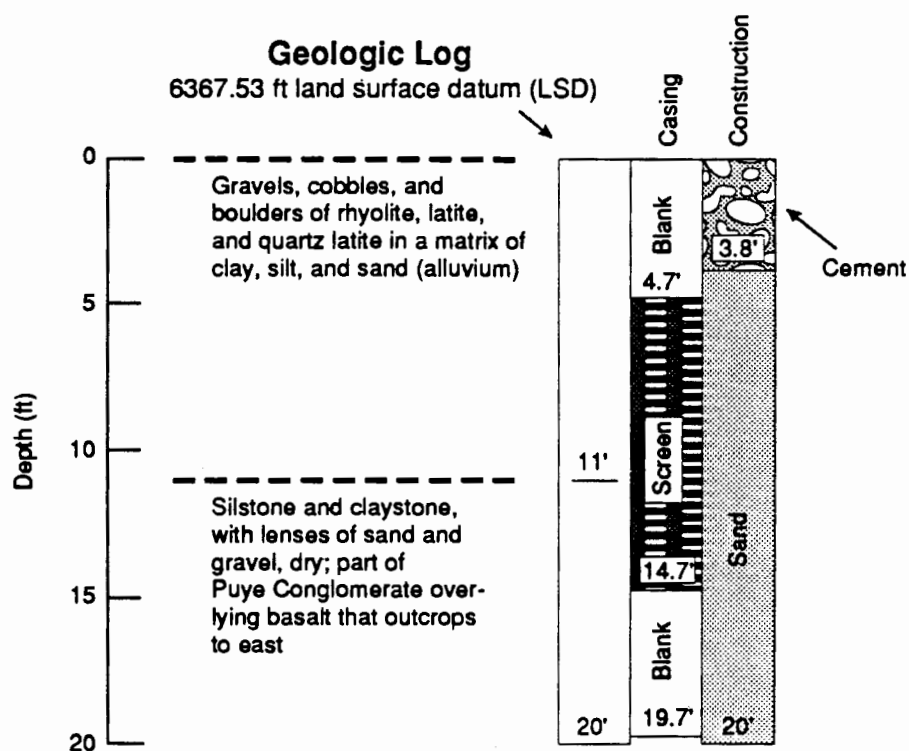 Geologic Log
6367.53 ft land surface datum (LSD)
Casing
Construction
Depth (ft)
0
5
10
15
20
Gravels, cobbles, and
boulders of rhyolite, latite,
and quartz latite in a matrix of
clay, silt, and sand (alluvium)
Silstone and claystone,
with lenses of sand and
gravel, dry; part of
Puye Conglomerate over-
lying basalt that outcrops
to east
11'
20'
Blank
4.7'
Screen
14.7'
Blank
19.7'
3.8'
Cement
Sand
20'